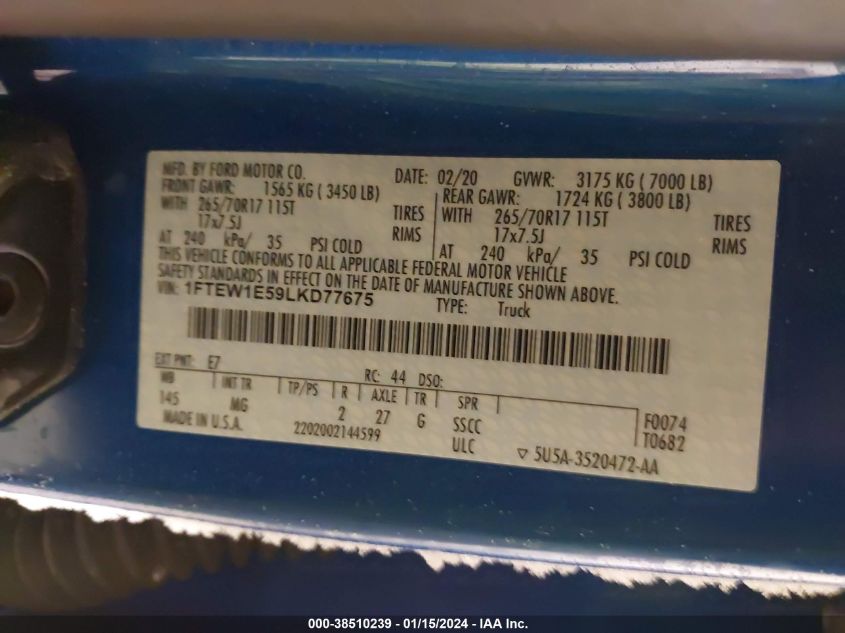 MFD. BY FORD MOTOR CO. DATE: 02/20 GVWR: 3175 KG ( 7000 LB)
FRONT GAWR: 1565 KG ( 3450 LB) REAR GAWR: 1724 KG ( 3800 LB)
WITH 265/70R17 115T TIRES WITH 265/70R17 115T TIRES
17x7.5J RIMS 17x7.5J RIMS
AT 240 kPa/ 35 PSI COLD AT 240 kPa/ 35 PSI COLD
THIS VEHICLE CONFORMS TO ALL APPLICABLE FEDERAL MOTOR VEHICLE
SAFETY STANDARDS IN EFFECT ON THE DATE OF MANUFACTURE SHOWN ABOVE.
VIN: 1FTEW1E59LKD77675 TYPE: Truck
EXT PNT: E7 RC: 44 DSO:
WB INT TR TP/PS R AXLE TR SPR F0074
145 MG 2 27 G SSCC T0682
MADE IN U.S.A. 2202002144599 ULC ▽ 5U5A-3520472-AA
000-38510239 - 01/15/2024 - IAA Inc.